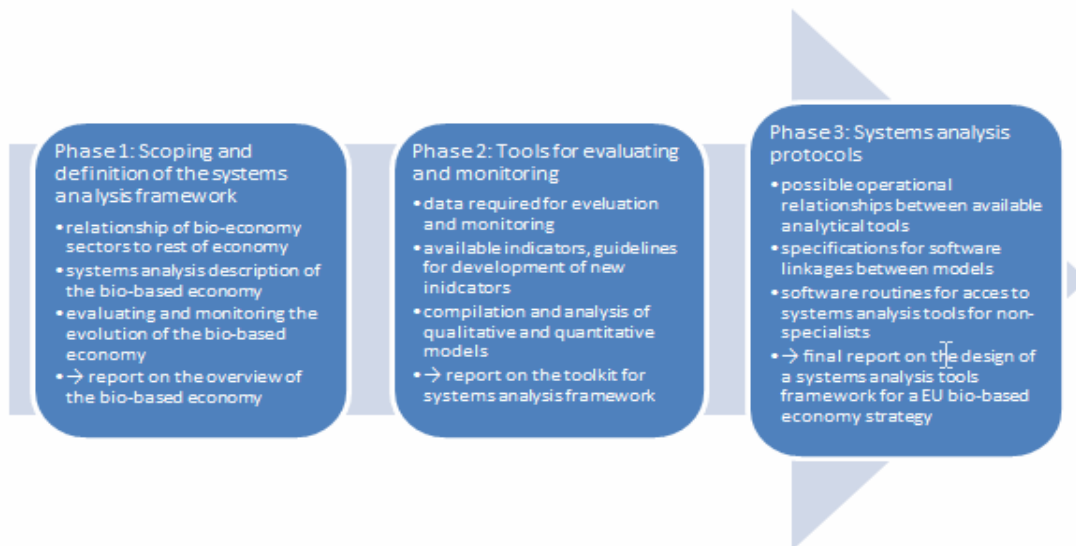 Phase 1: Scoping and
definition of the systems
analysis framework
•relationship of bio-economy
sectors to rest of economy
•systems analysis description of
the bio-based economy
•evaluating and monitoring the
evolution of the bio-based
economy
•→ report on the overview of
the bio-based economy
Phase 2: Tools for evaluating
and monitoring
•data required for eveluation
and monitoring
•available indicators, guidelines
for development of new
inidcators
•compilation and analysis of
qualitative and quantitative
models
•→ report on the toolkit for
systems analysis framework
Phase 3: Systems analysis
protocols
•possible operational
relationships between available
analytical tools
•specifications for software
linkages between models
•software routines for acces to
systems analysis tools for non-
specialists
•→ final report on the design of
a systems analysis tools
framework for a EU bio-based
economy strategy